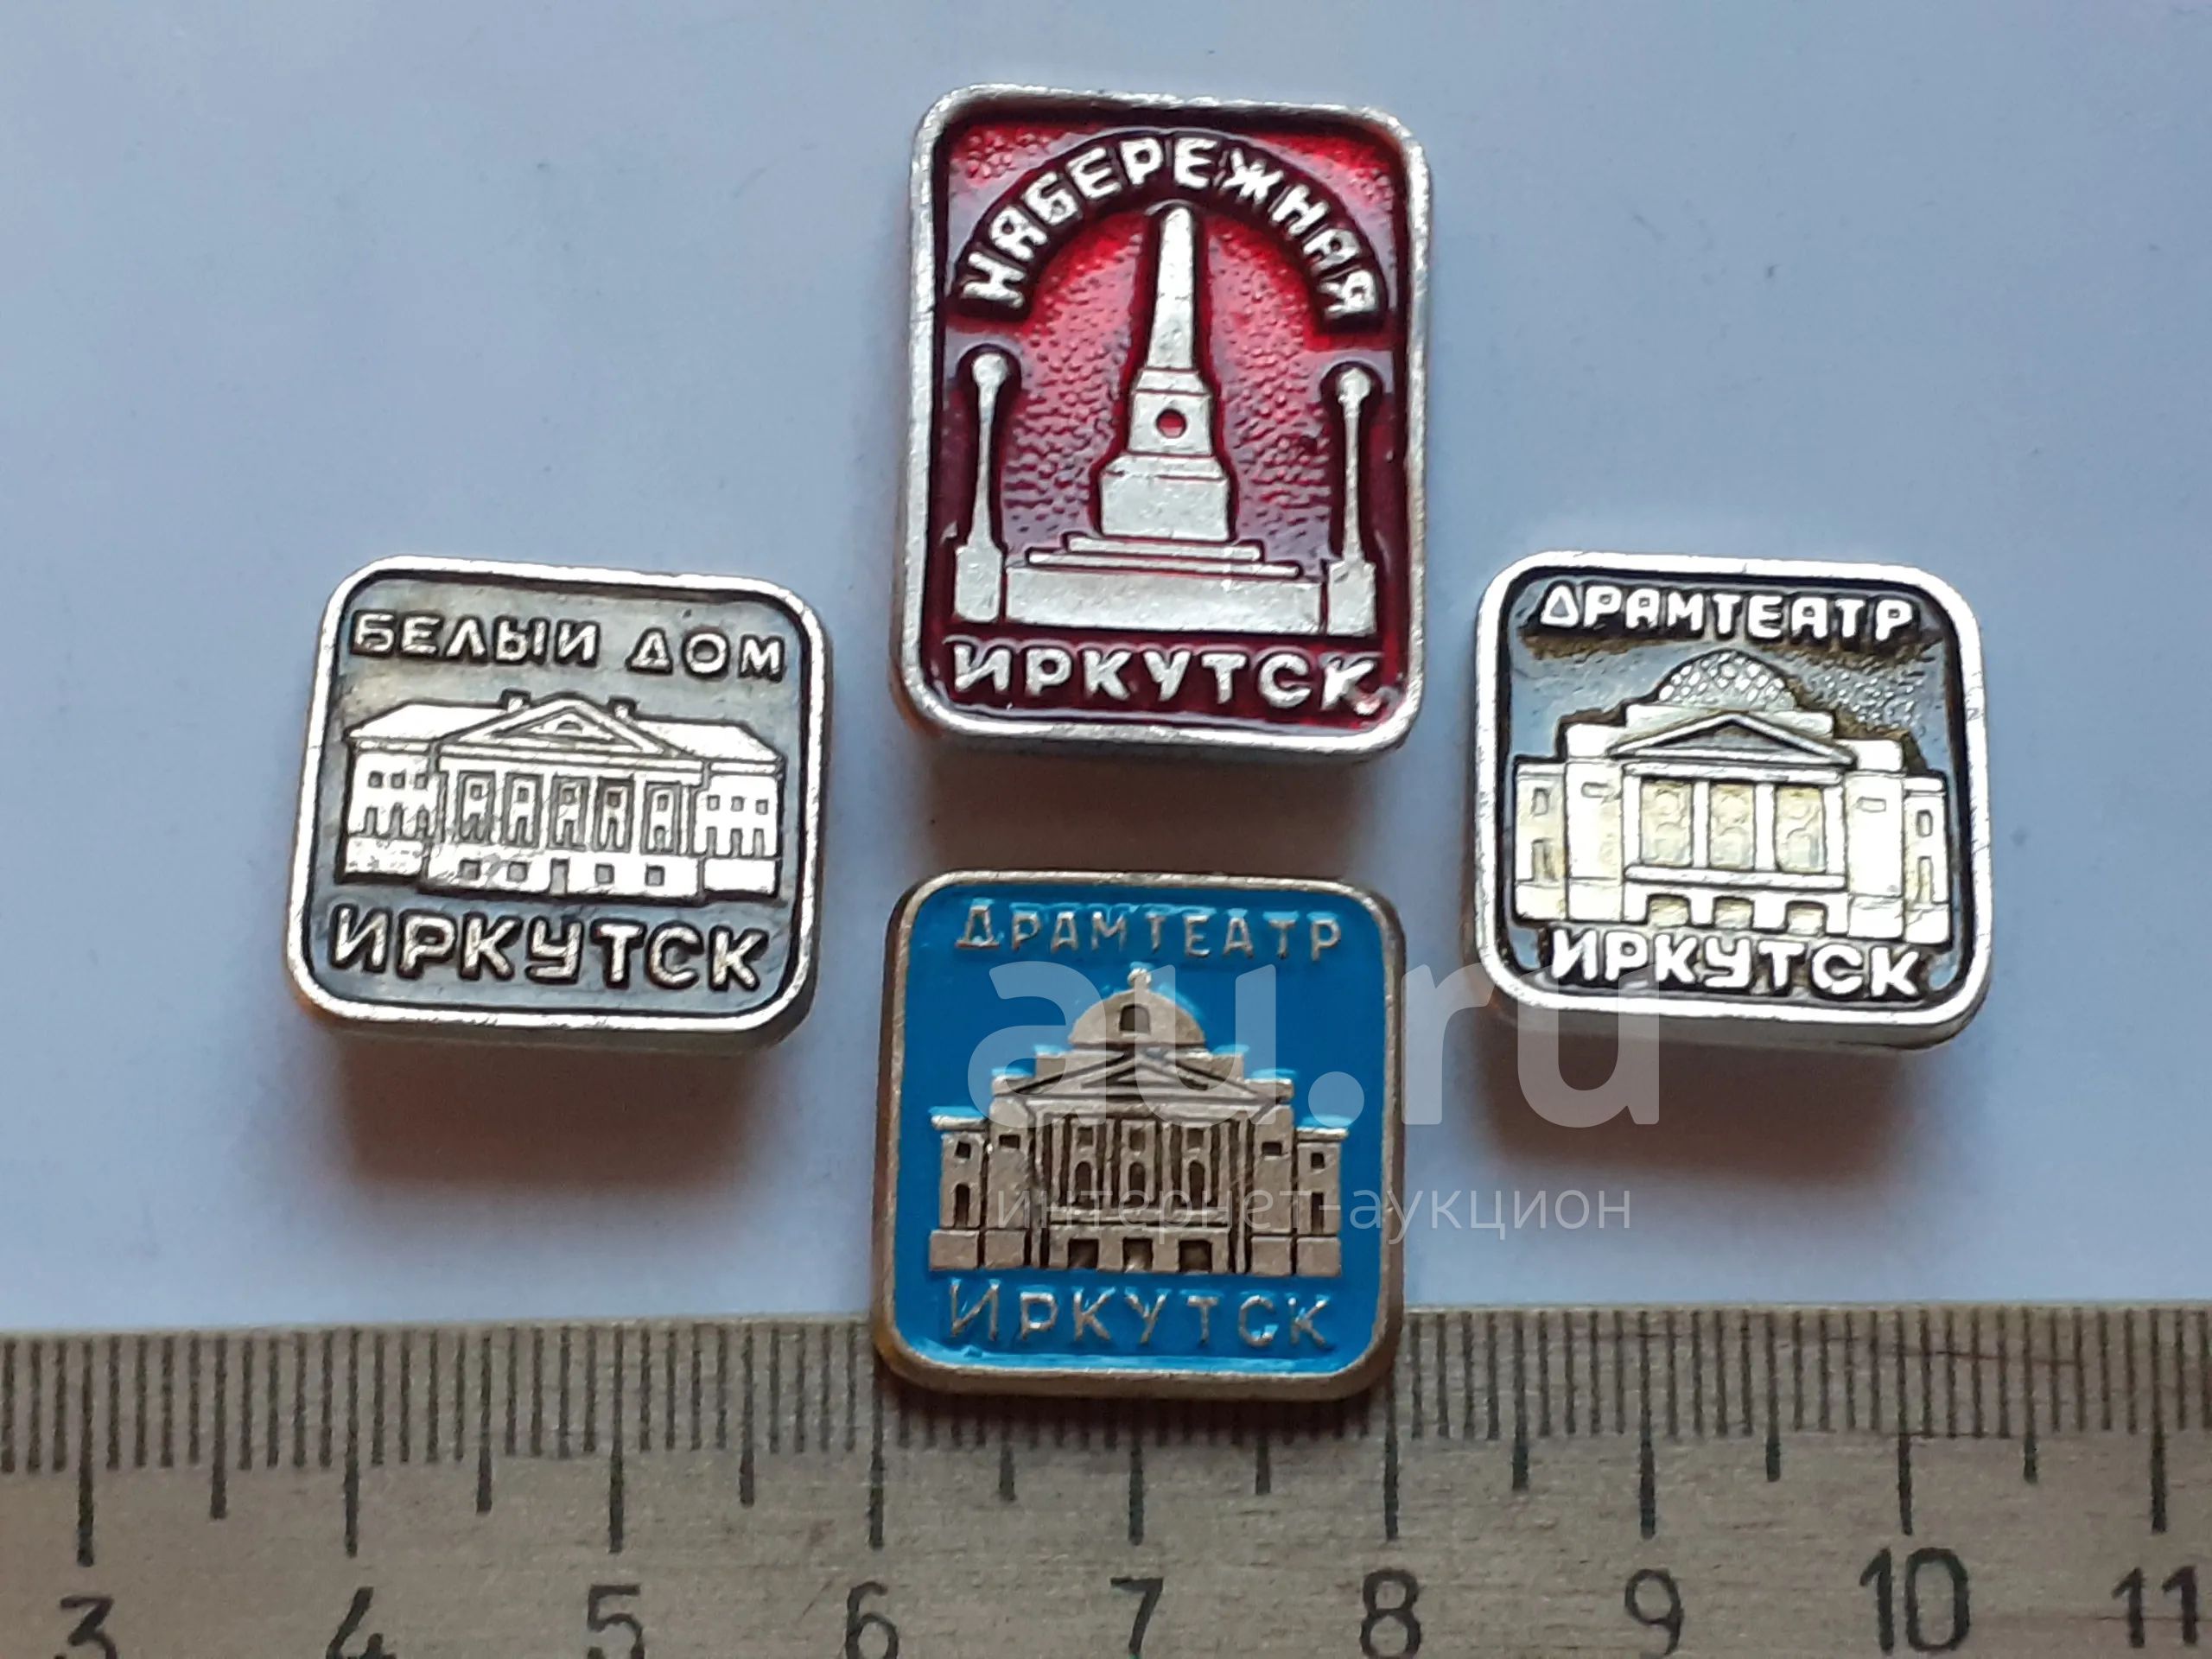 НАБЕРЕЖНАЯ
ИРКУТСК
БЕЛЫЙ ДОМ
ИРКУТСК
ДРАМТЕАТР
ИРКУТСК
ДРАМТЕАТР
ИРКУТСК
au.ru
интернет-аукцион
3 4 5 6 7 8 9 10 11